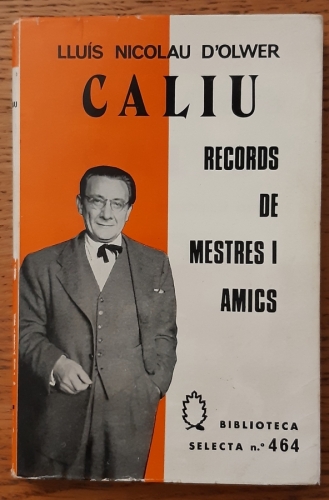 LLUÍS NICOLAU D'OLWER
CALIU
RECORDS
DE
MESTRES I
AMICS
BIBLIOTECA
SELECTA n.º 464